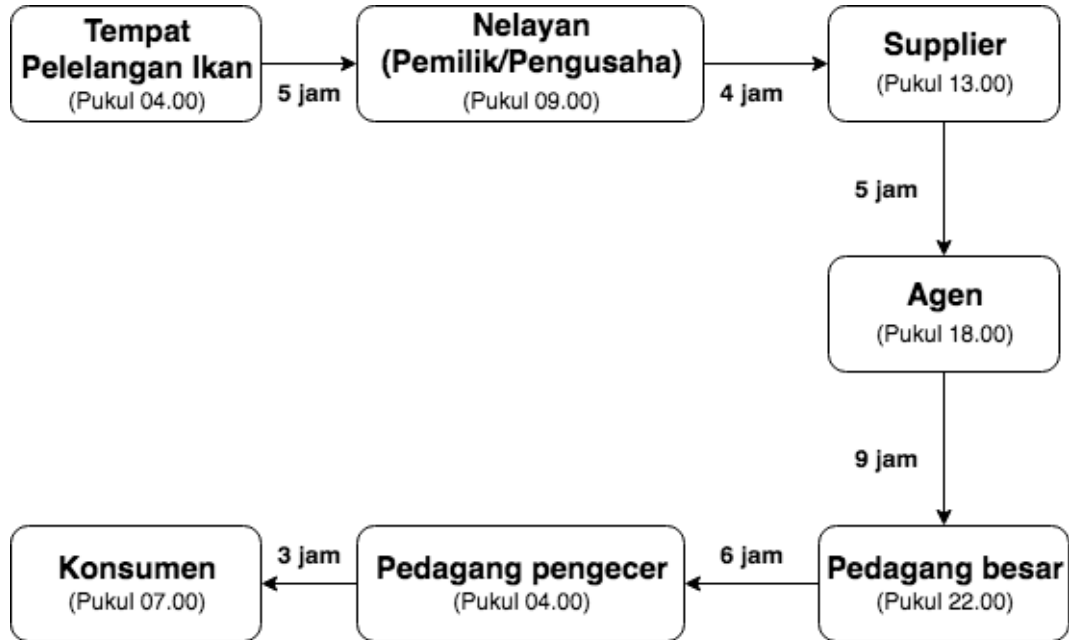 Tempat
Pelelangan Ikan
(Pukul 04.00)
5 jam
Nelayan
(Pemilik/Pengusaha)
(Pukul 09.00)
4 jam
Supplier
(Pukul 13.00)
5 jam
Agen
(Pukul 18.00)
9 jam
Pedagang besar
(Pukul 22.00)
6 jam
Pedagang pengecer
(Pukul 04.00)
3 jam
Konsumen
(Pukul 07.00)